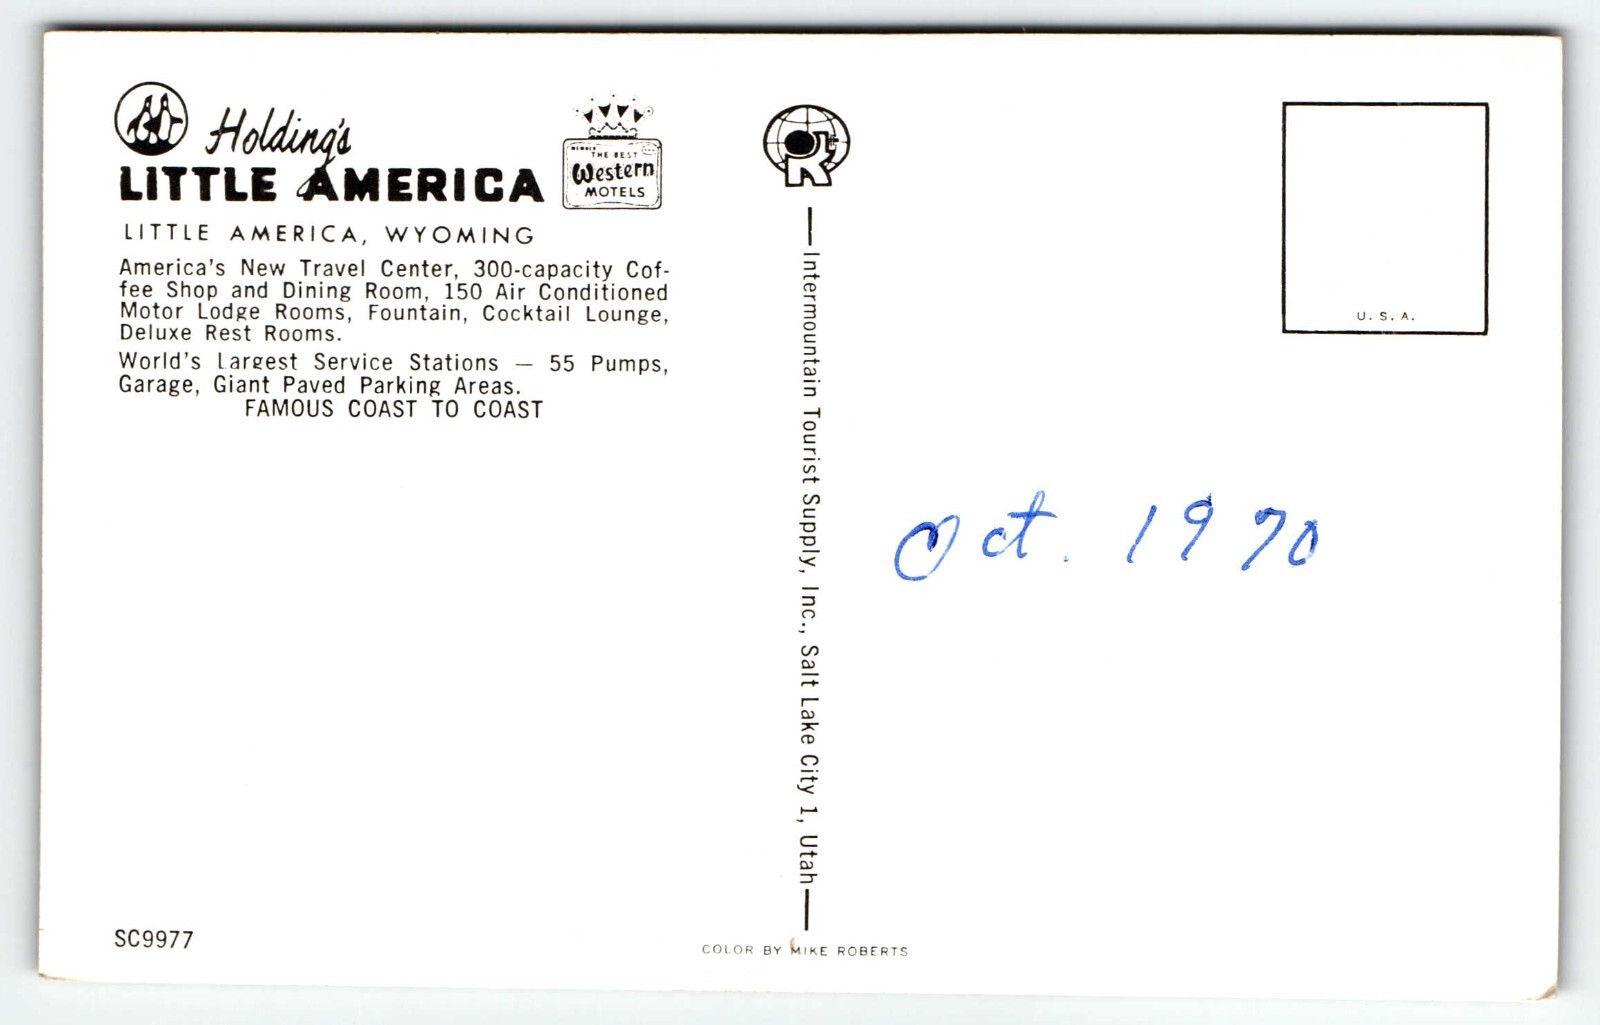 Holding's
LITTLE AMERICA
MEMBER
THE BEST
Western
MOTELS
LITTLE AMERICA, WYOMING
America's New Travel Center, 300-capacity Cof-
fee Shop and Dining Room, 150 Air Conditioned
Motor Lodge Rooms, Fountain, Cocktail Lounge,
Deluxe Rest Rooms.
World's Largest Service Stations — 55 Pumps,
Garage, Giant Paved Parking Areas.
FAMOUS COAST TO COAST
SC9977
Intermountain Tourist Supply, Inc., Salt Lake City 1, Utah
COLOR BY MIKE ROBERTS
U. S. A.
Oct. 1970